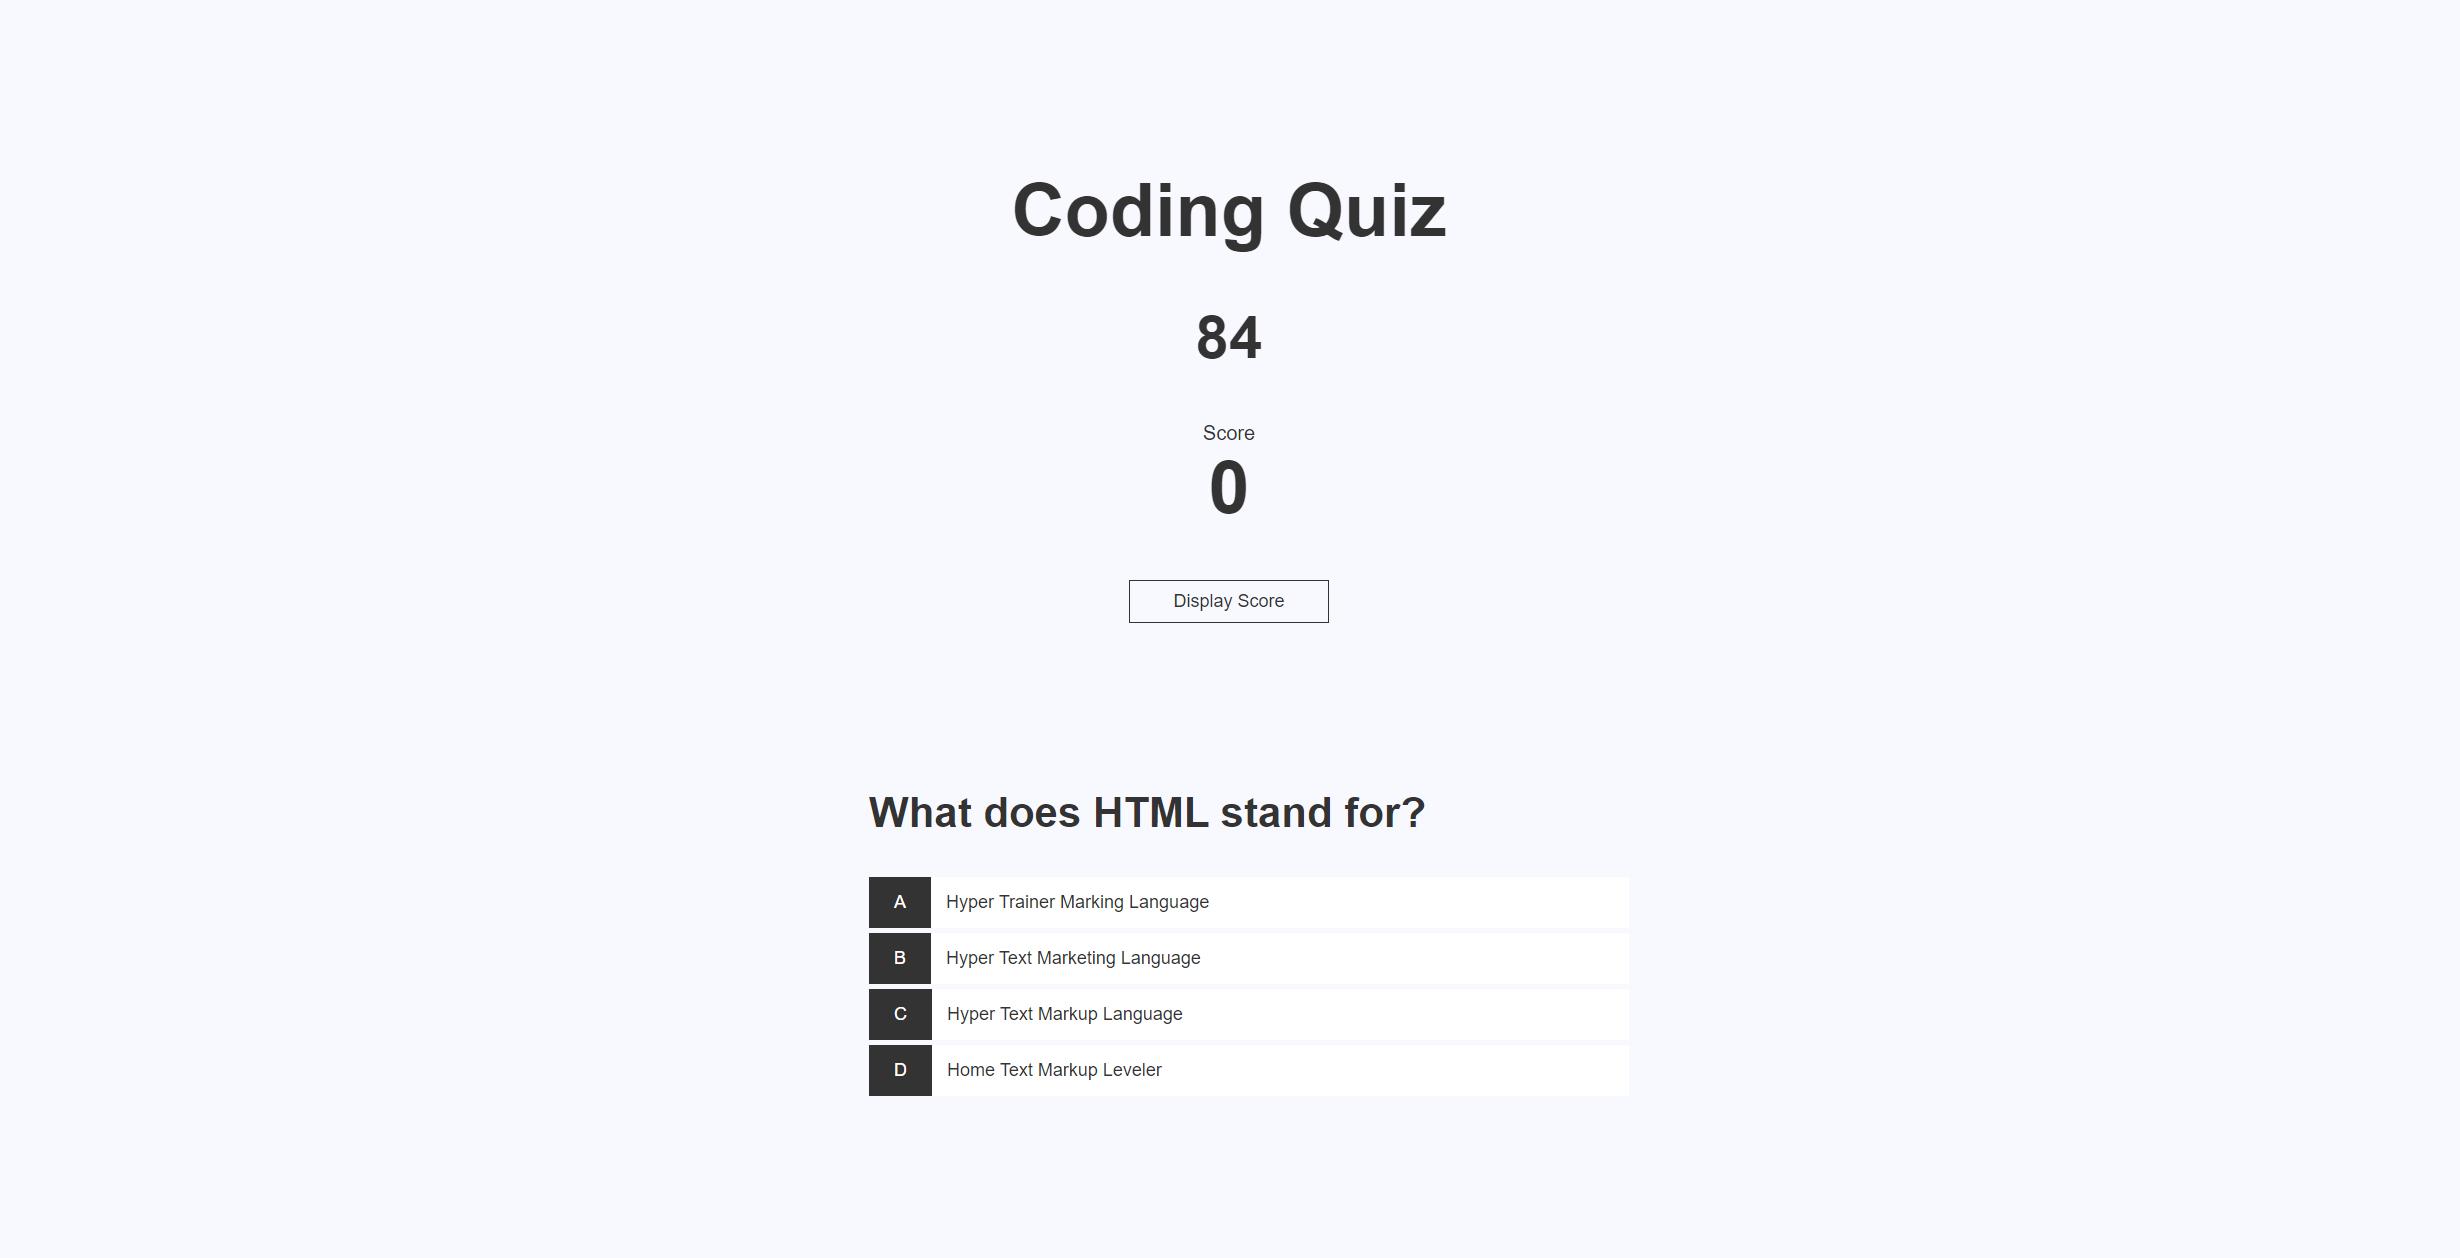 Coding Quiz
84
Score
0
Display Score
What does HTML stand for?
A Hyper Trainer Marking Language
B Hyper Text Marketing Language
C Hyper Text Markup Language
D Home Text Markup Leveler